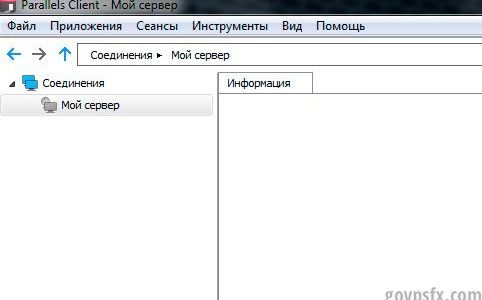 Parallels Client - Мой сервер
Файл Приложения Сеансы Инструменты Вид Помощь
Соединения Мой сервер
Соединения Информация
Мой сервер
govpsfx.com